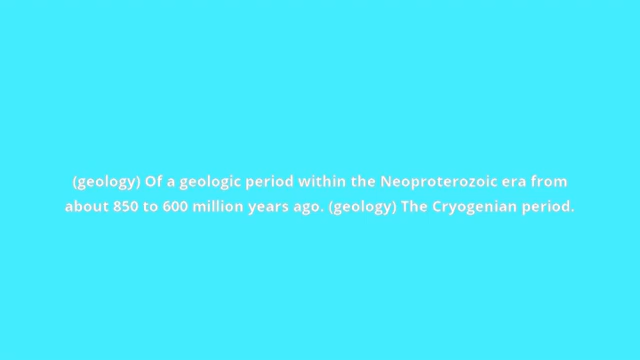 (geology) Of a geologic period within the Neoproterozoic era from
about 850 to 600 million years ago. (geology) The Cryogenian period.